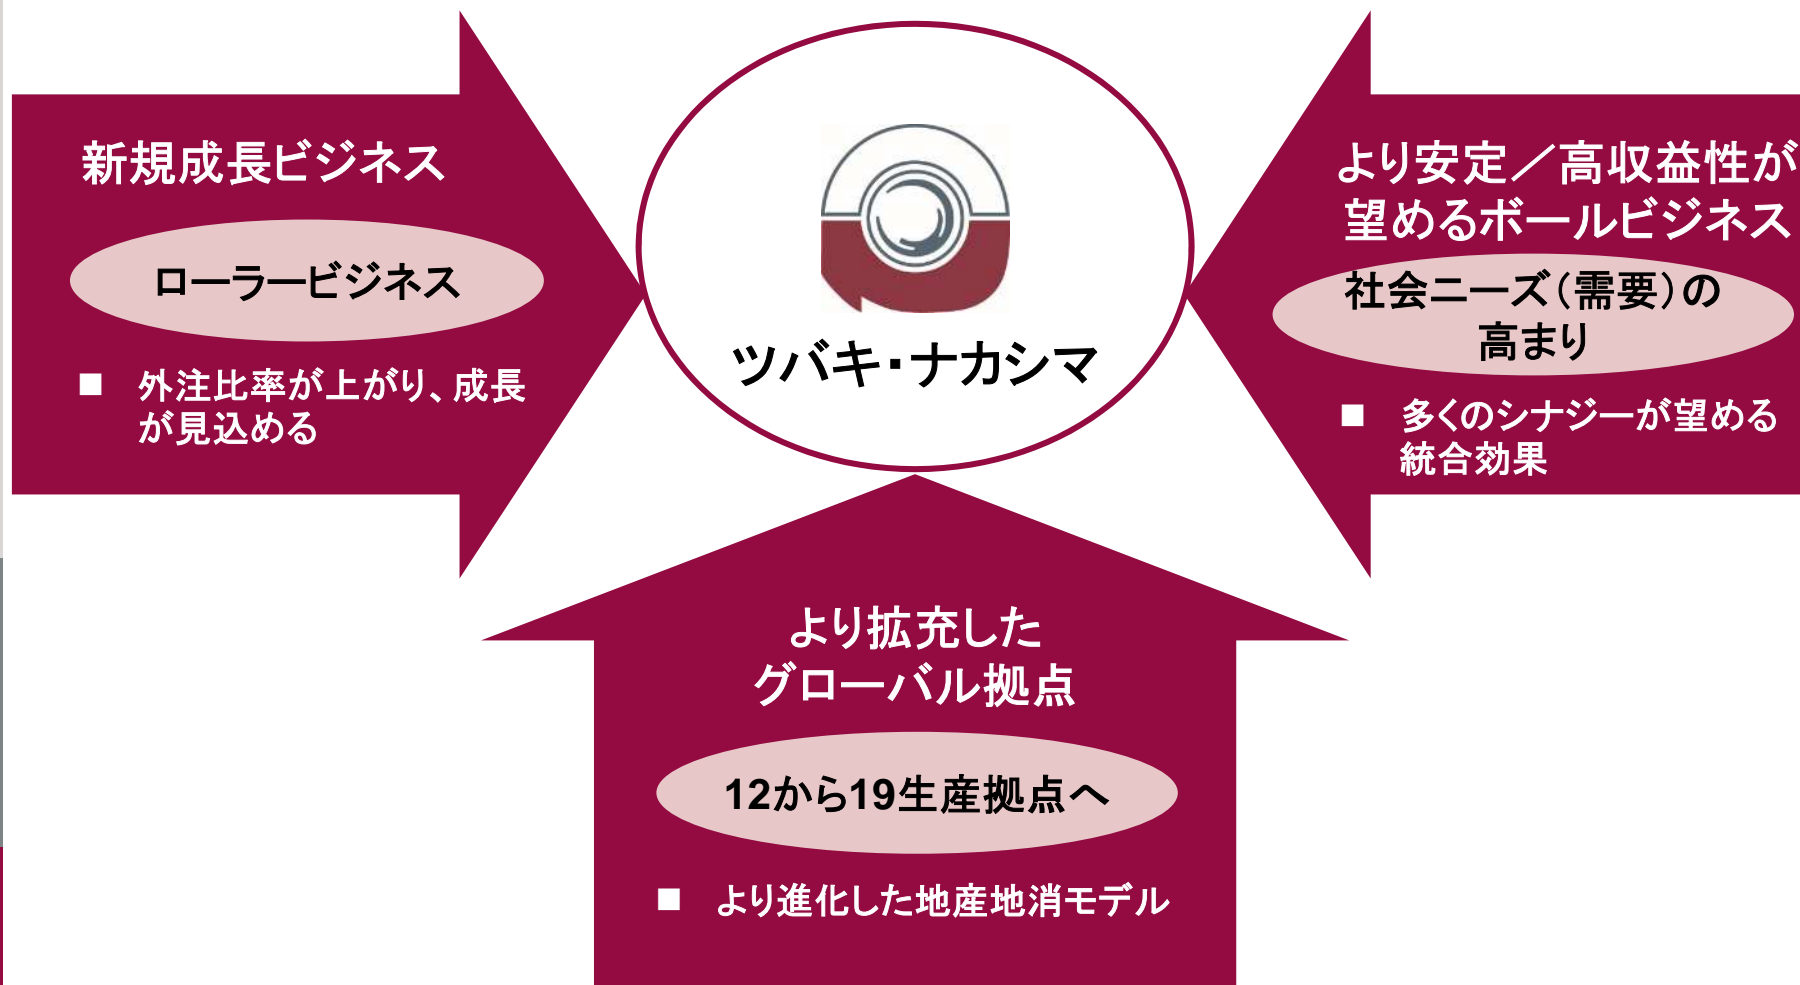 新規成長ビジネス
ローラービジネス
■ 外注比率が上がり、成長
が見込める
ツバキ・ナカシマ
より安定／高収益性が
望めるボールビジネス
社会ニーズ（需要）の
高まり
■ 多くのシナジーが望める
統合効果
より拡充した
グローバル拠点
12から19生産拠点へ
■ より進化した地産地消モデル